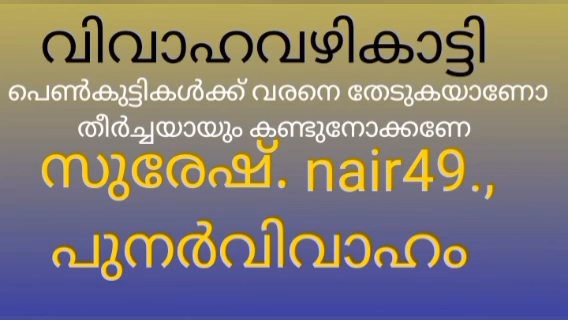 വിവാഹവഴികാട്ടി
പെൺകുട്ടികൾക്ക് വരനെ തേടുകയാണോ
തീർച്ചയായും കണ്ടുനോക്കണേ
സുരേഷ്. nair49.,
പുനർവിവാഹം